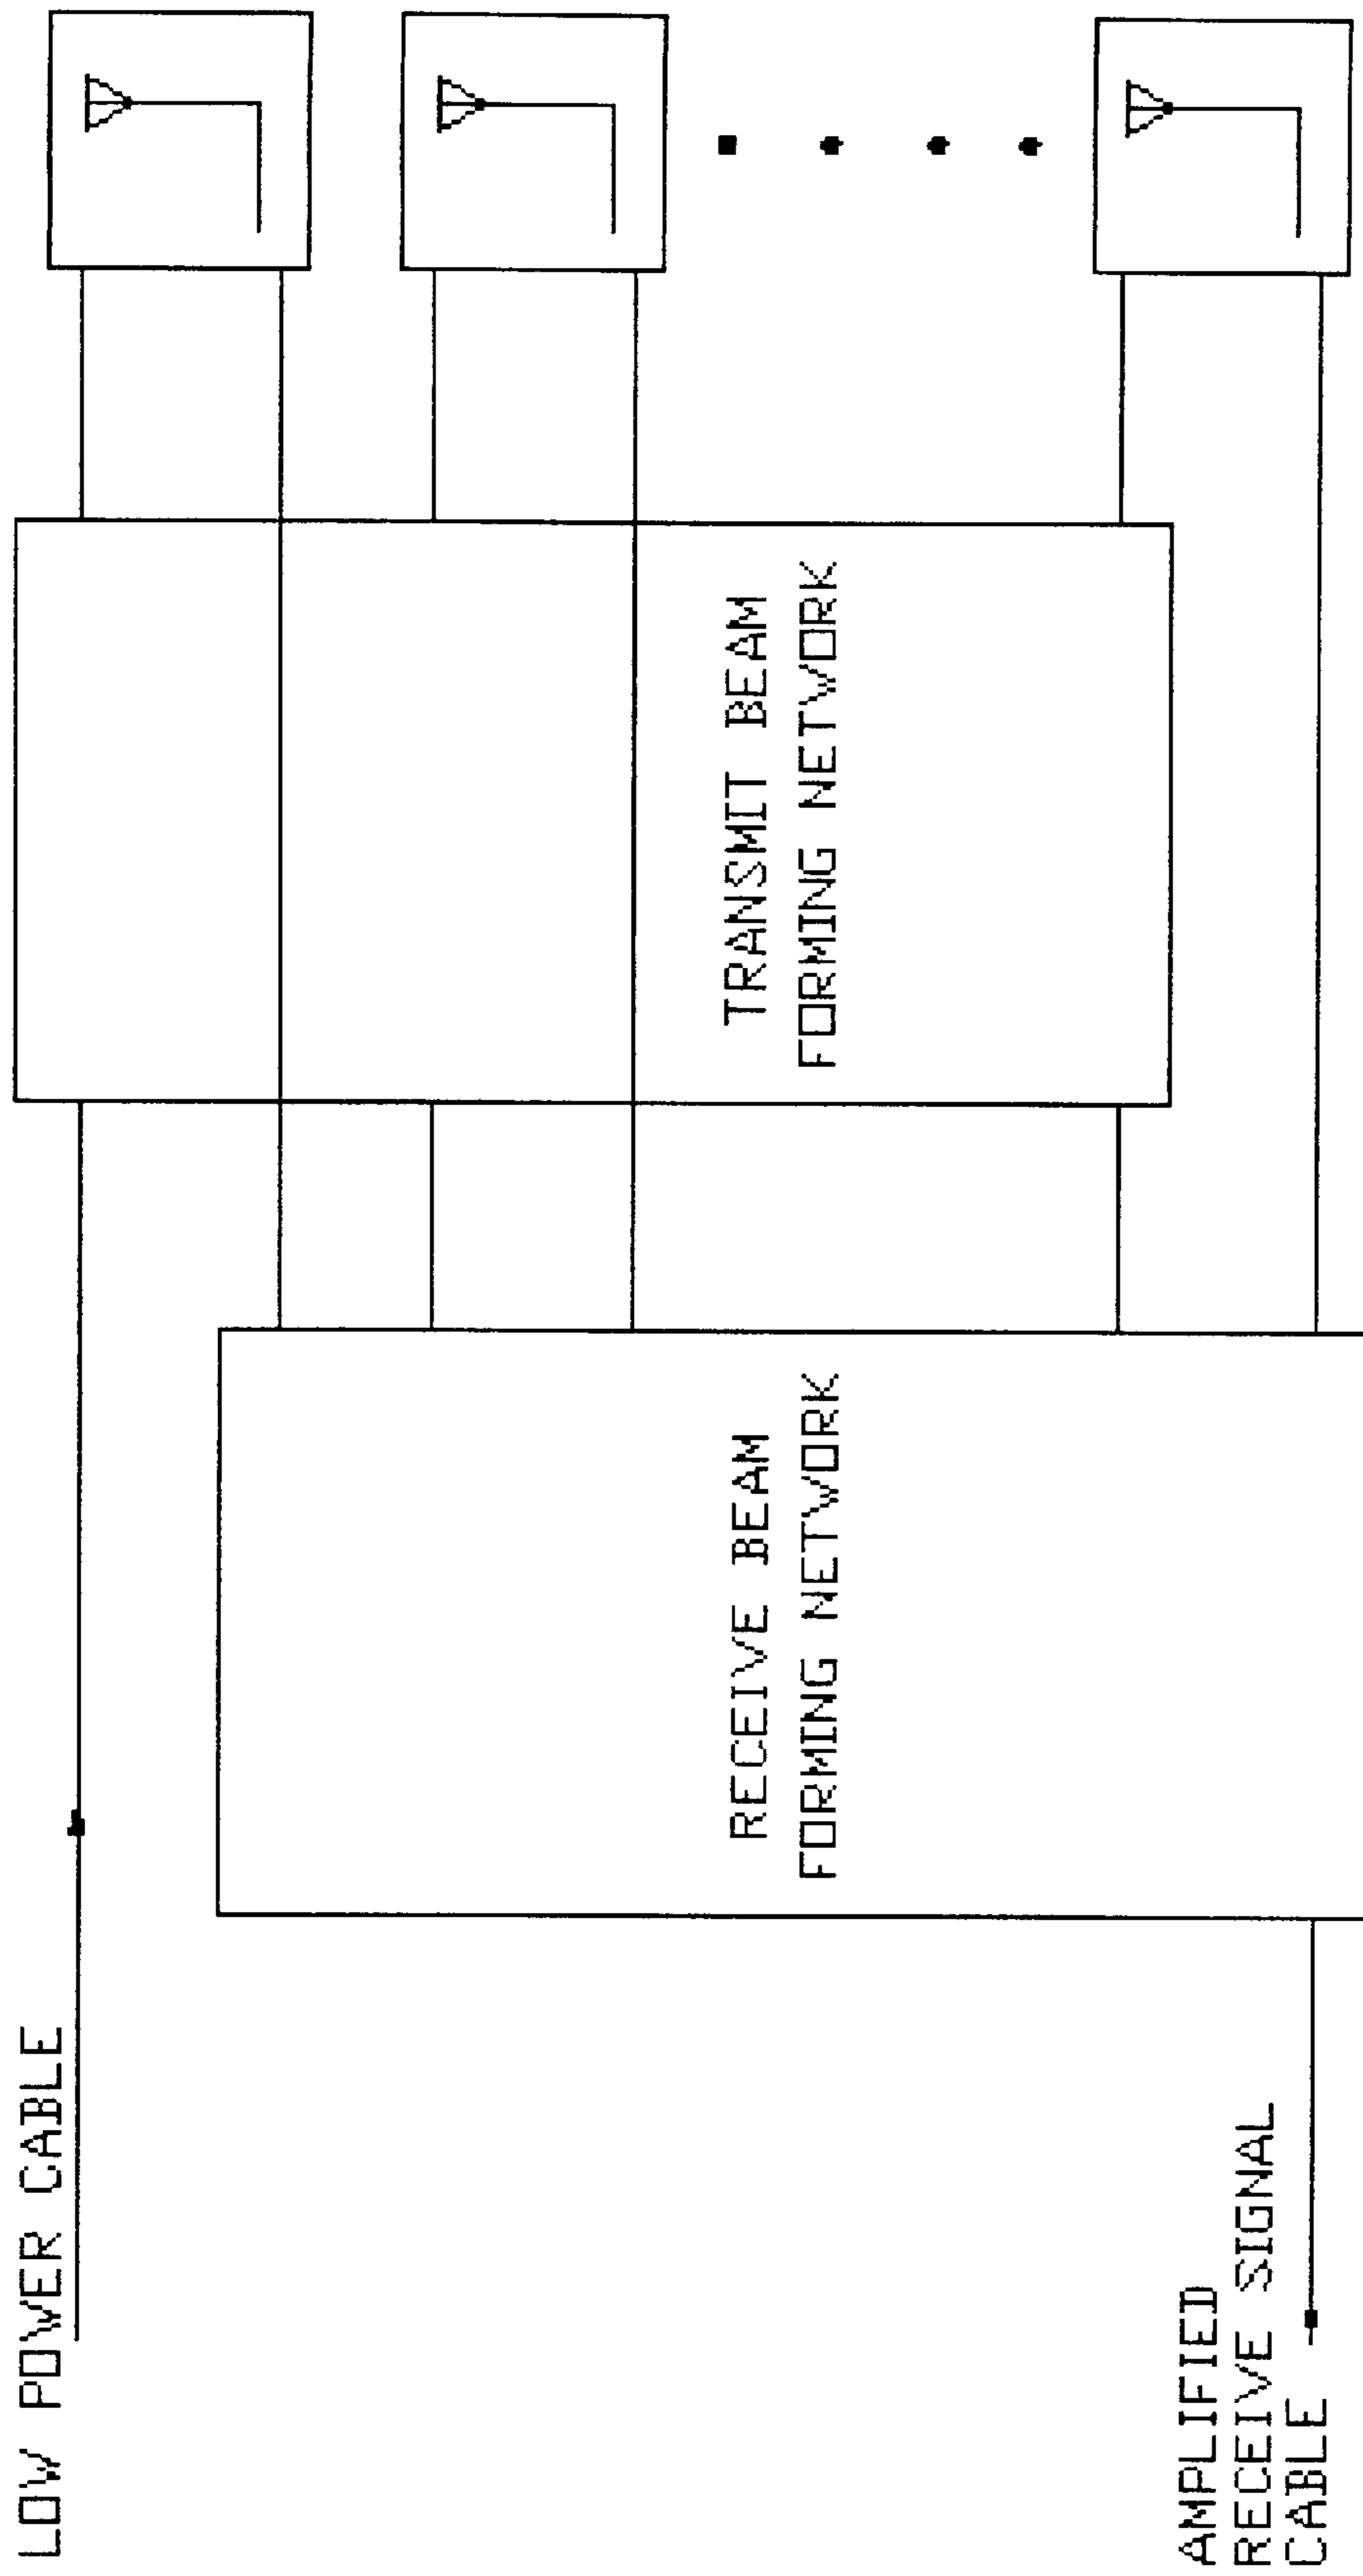 LOW POWER CABLE
TRANSMIT BEAM
FORMING NETWORK
RECEIVE BEAM
FORMING NETWORK
AMPLIFIED
RECEIVE SIGNAL
CABLE